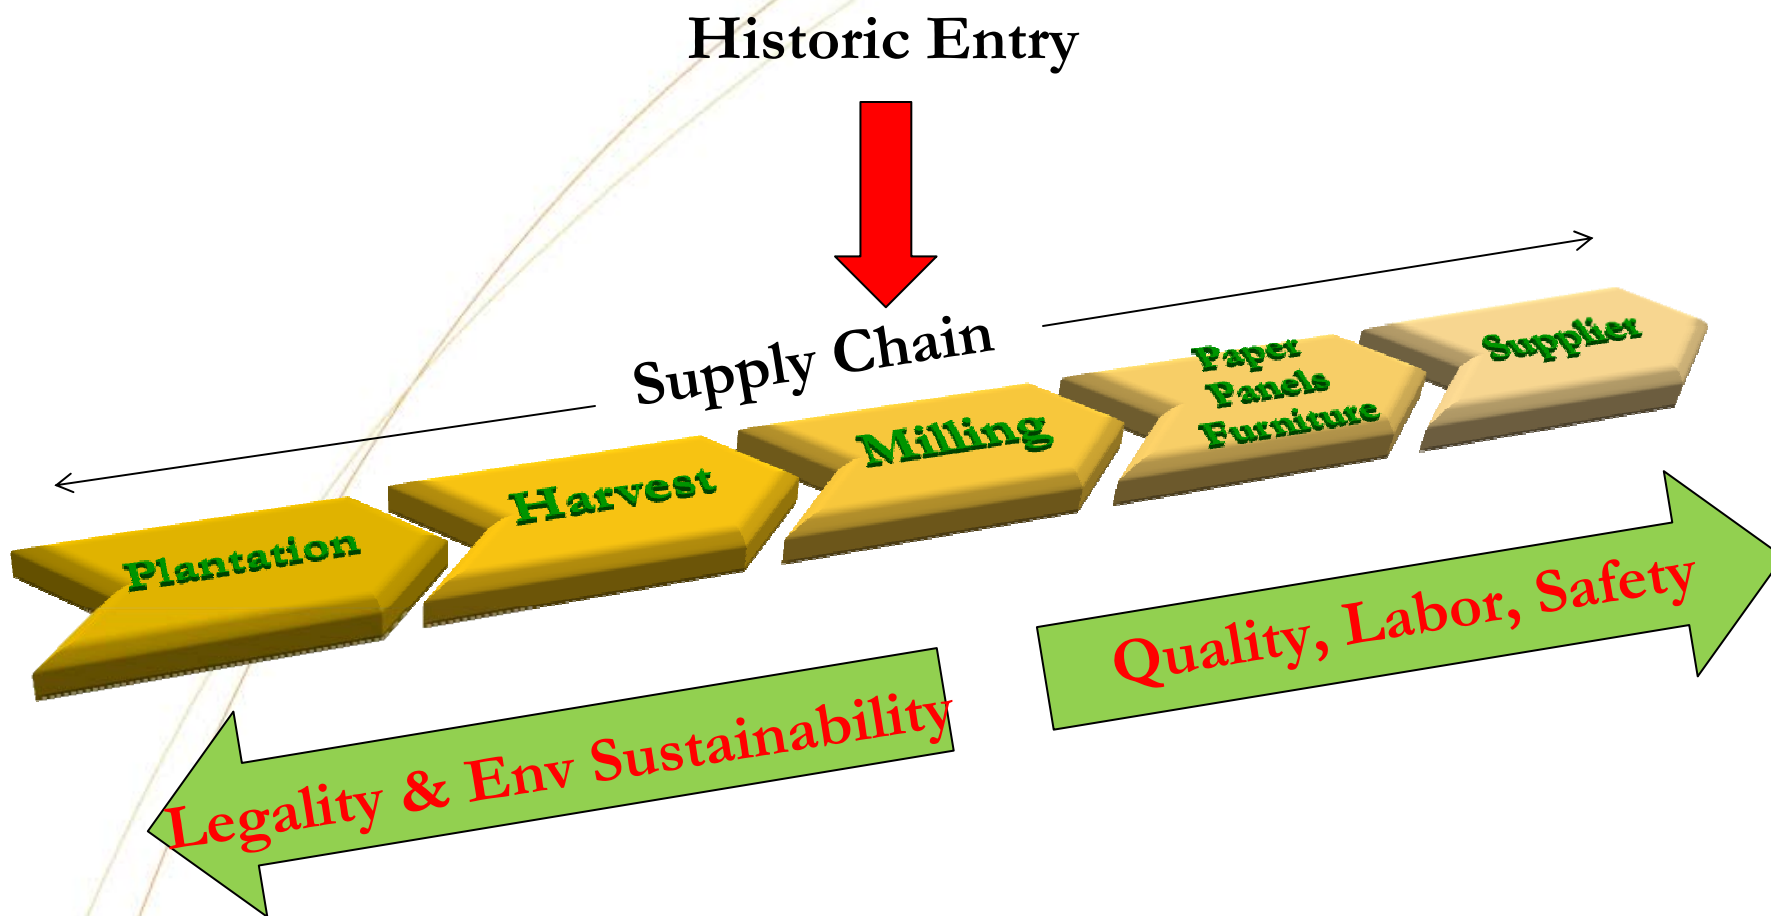 Historic Entry
Supply Chain
Plantation
Harvest
Milling
Paper
Panels
Furniture
Supplier
Legality & Env Sustainability
Quality, Labor, Safety